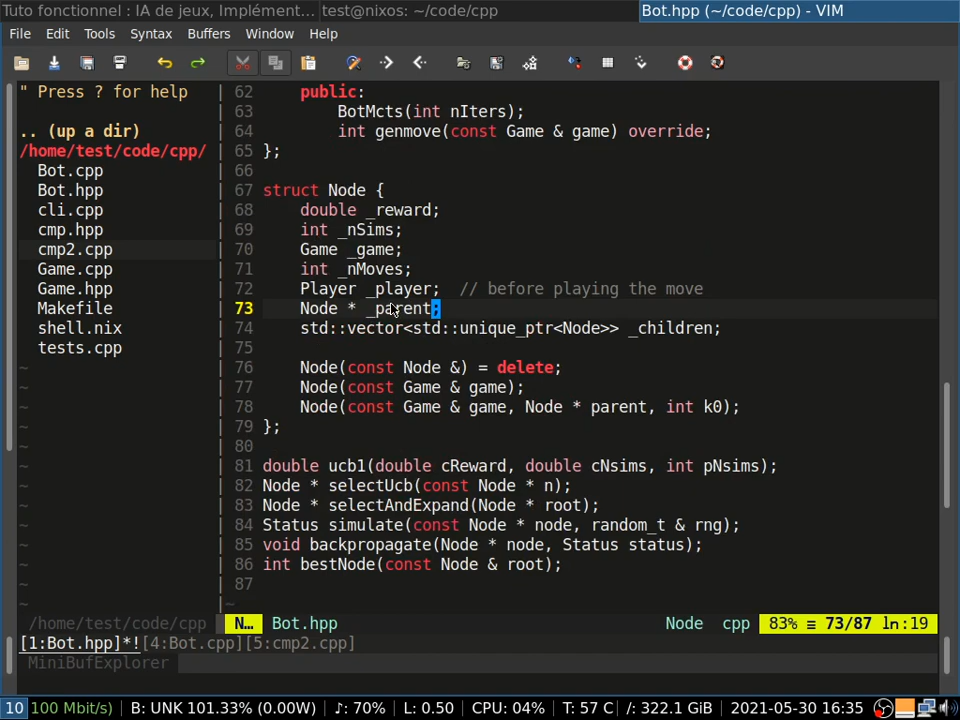 Tuto fonctionnel : IA de jeux, Implément... test@nixos: ~/code/cpp Bot.hpp (~/code/cpp) - VIM
File Edit Tools Syntax Buffers Window Help
" Press ? for help
.. (up a dir)
/home/test/code/cpp/
Bot.cpp
Bot.hpp
cli.cpp
cmp.hpp
cmp2.cpp
Game.cpp
Game.hpp
Makefile
shell.nix
tests.cpp
~
~
~
~
~
~
~
~
~
~
~
~
~
62     public:
63         BotMcts(int nIters);
64         int genmove(const Game & game) override;
65 };
66
67 struct Node {
68     double _reward;
69     int _nSims;
70     Game _game;
71     int _nMoves;
72     Player _player;  // before playing the move
73     Node * _parent;
74     std::vector<std::unique_ptr<Node>> _children;
75
76     Node(const Node &) = delete;
77     Node(const Game & game);
78     Node(const Game & game, Node * parent, int k0);
79 };
80
81 double ucb1(double cReward, double cNsims, int pNsims);
82 Node * selectUcb(const Node * n);
83 Node * selectAndExpand(Node * root);
84 Status simulate(const Node * node, random_t & rng);
85 void backpropagate(Node * node, Status status);
86 int bestNode(const Node & root);
87
~
/home/test/code/cpp N... Bot.hpp Node cpp 83% ≡ 73/87 ln:19
[1:Bot.hpp]*![4:Bot.cpp][5:cmp2.cpp]
MiniBufExplorer
10 100 Mbit/s) | B: UNK 101.33% (0.00W) | ♪: 70% | L: 0.50 | CPU: 04% | T: 57 C | /: 322.1 GiB | 2021-05-30 16:35